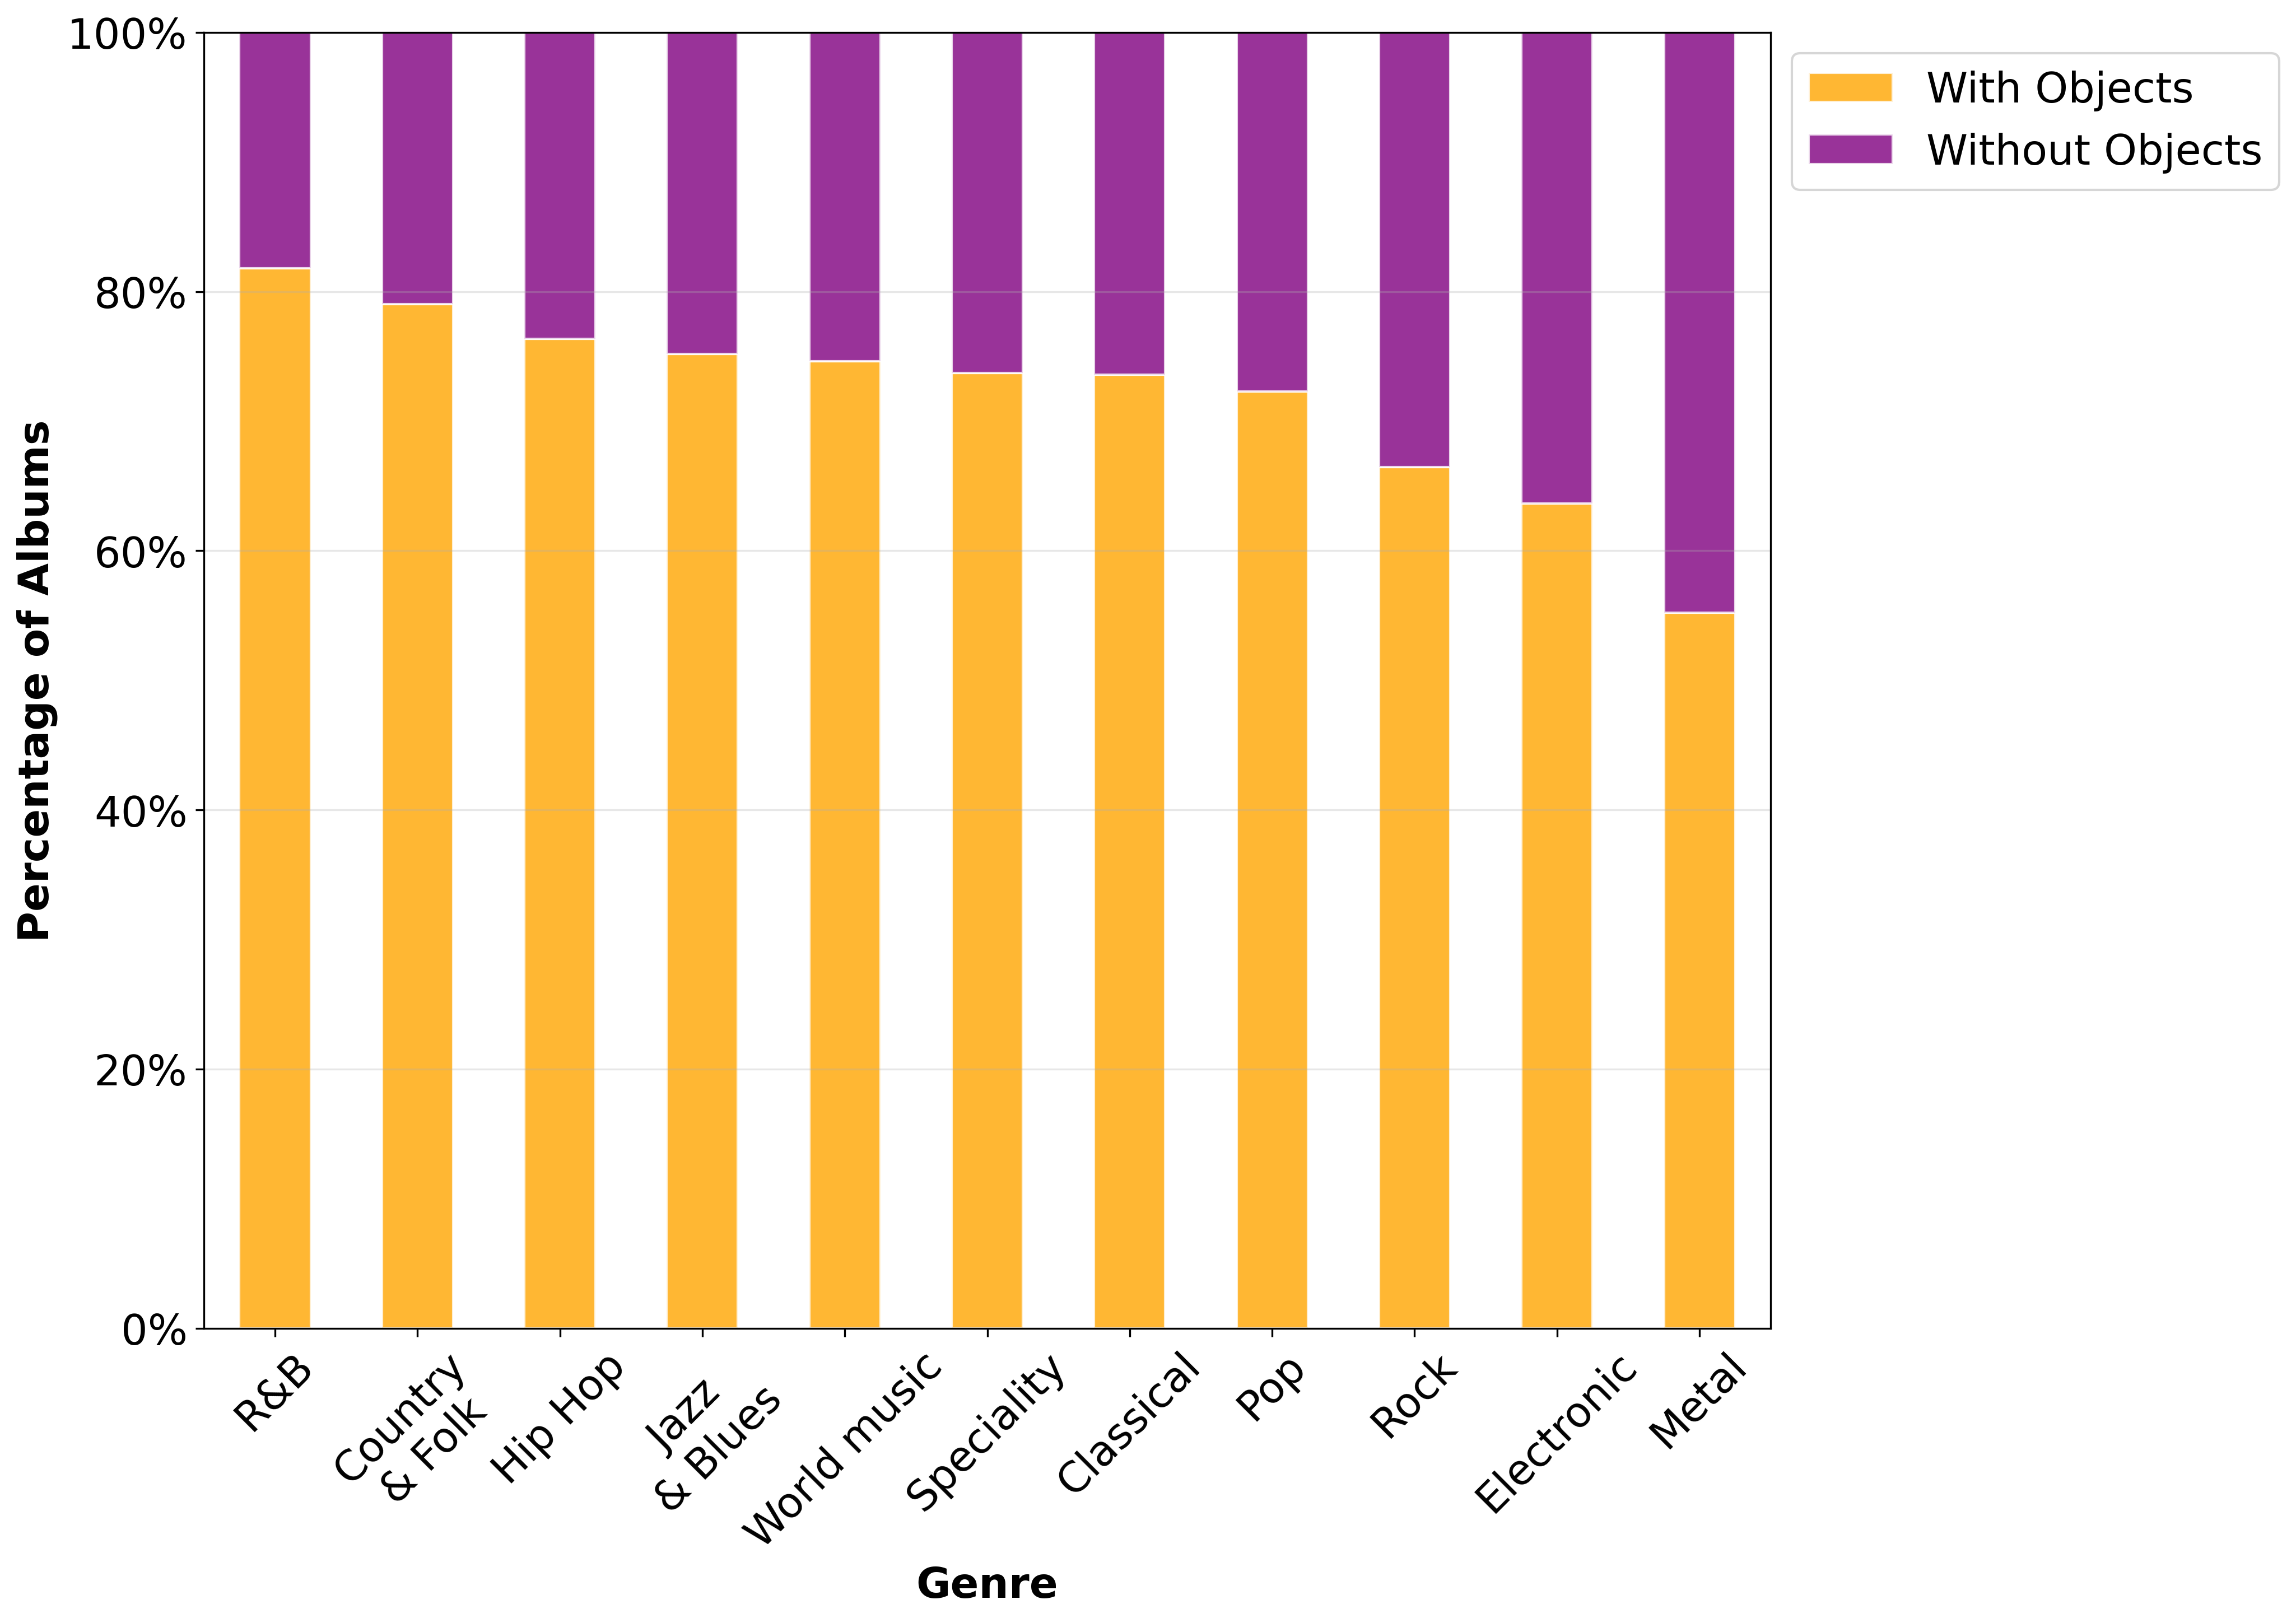 100%
80%
60%
40%
20%
0%
Percentage of Albums
With Objects
Without Objects
R&B
Country
& Folk
Hip Hop
Jazz
& Blues
World music
Speciality
Classical
Pop
Rock
Electronic
Metal
Genre